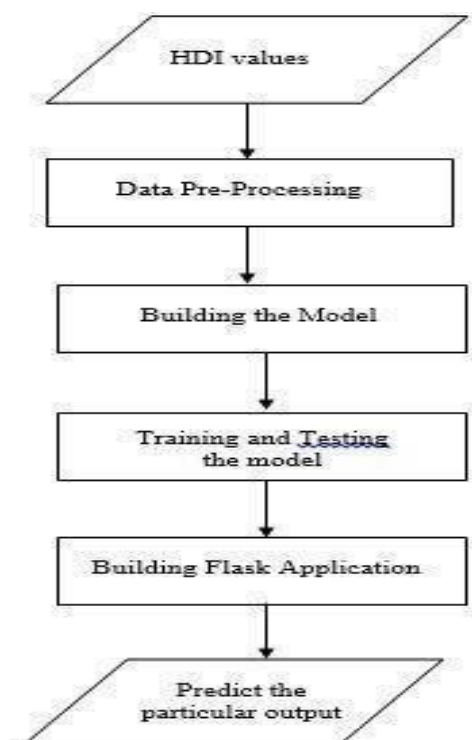 HDI values
Data Pre-Processing
Building the Model
Training and Testing
the model
Building Flask Application
Predict the
particular output